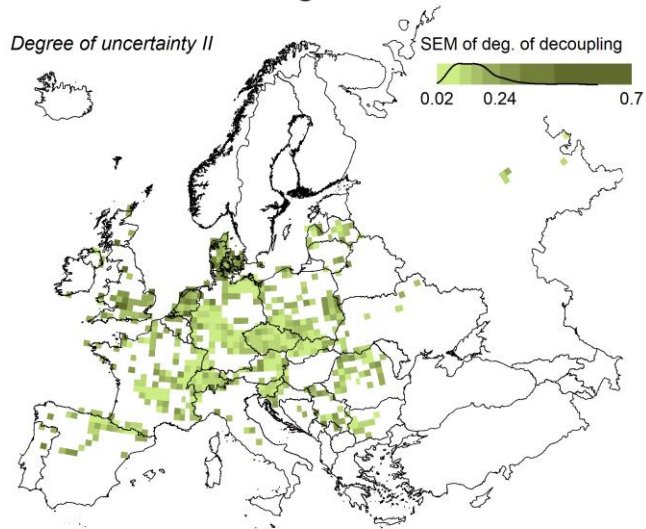 Degree of uncertainty II
SEM of deg. of decoupling
0.02 0.24 0.7